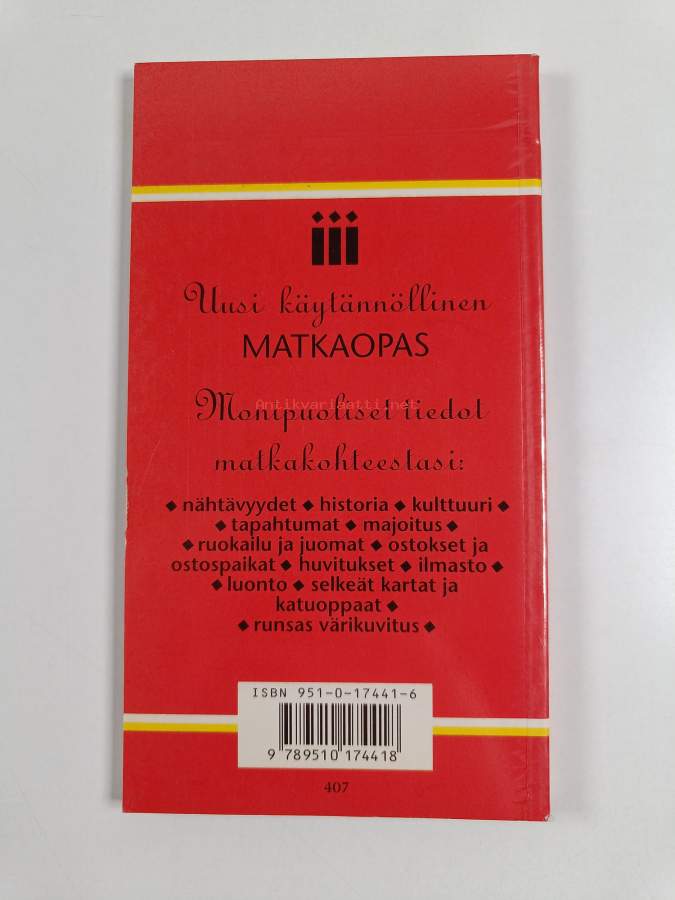 iii
Uusi käytännöllinen
MATKAOPAS
Monipuoliset tiedot
Antikvariaatti.net
matkakohteestasi:
◆ nähtävyydet ◆ historia ◆ kulttuuri ◆
◆ tapahtumat ◆ majoitus ◆
◆ ruokailu ja juomat ◆ ostokset ja
ostospaikat ◆ huvitukset ◆ ilmasto ◆
◆ luonto ◆ selkeät kartat ja
katuoppaat ◆
◆ runsas värikuvitus ◆
ISBN 951-0-17441-6
9 789510 174418
407